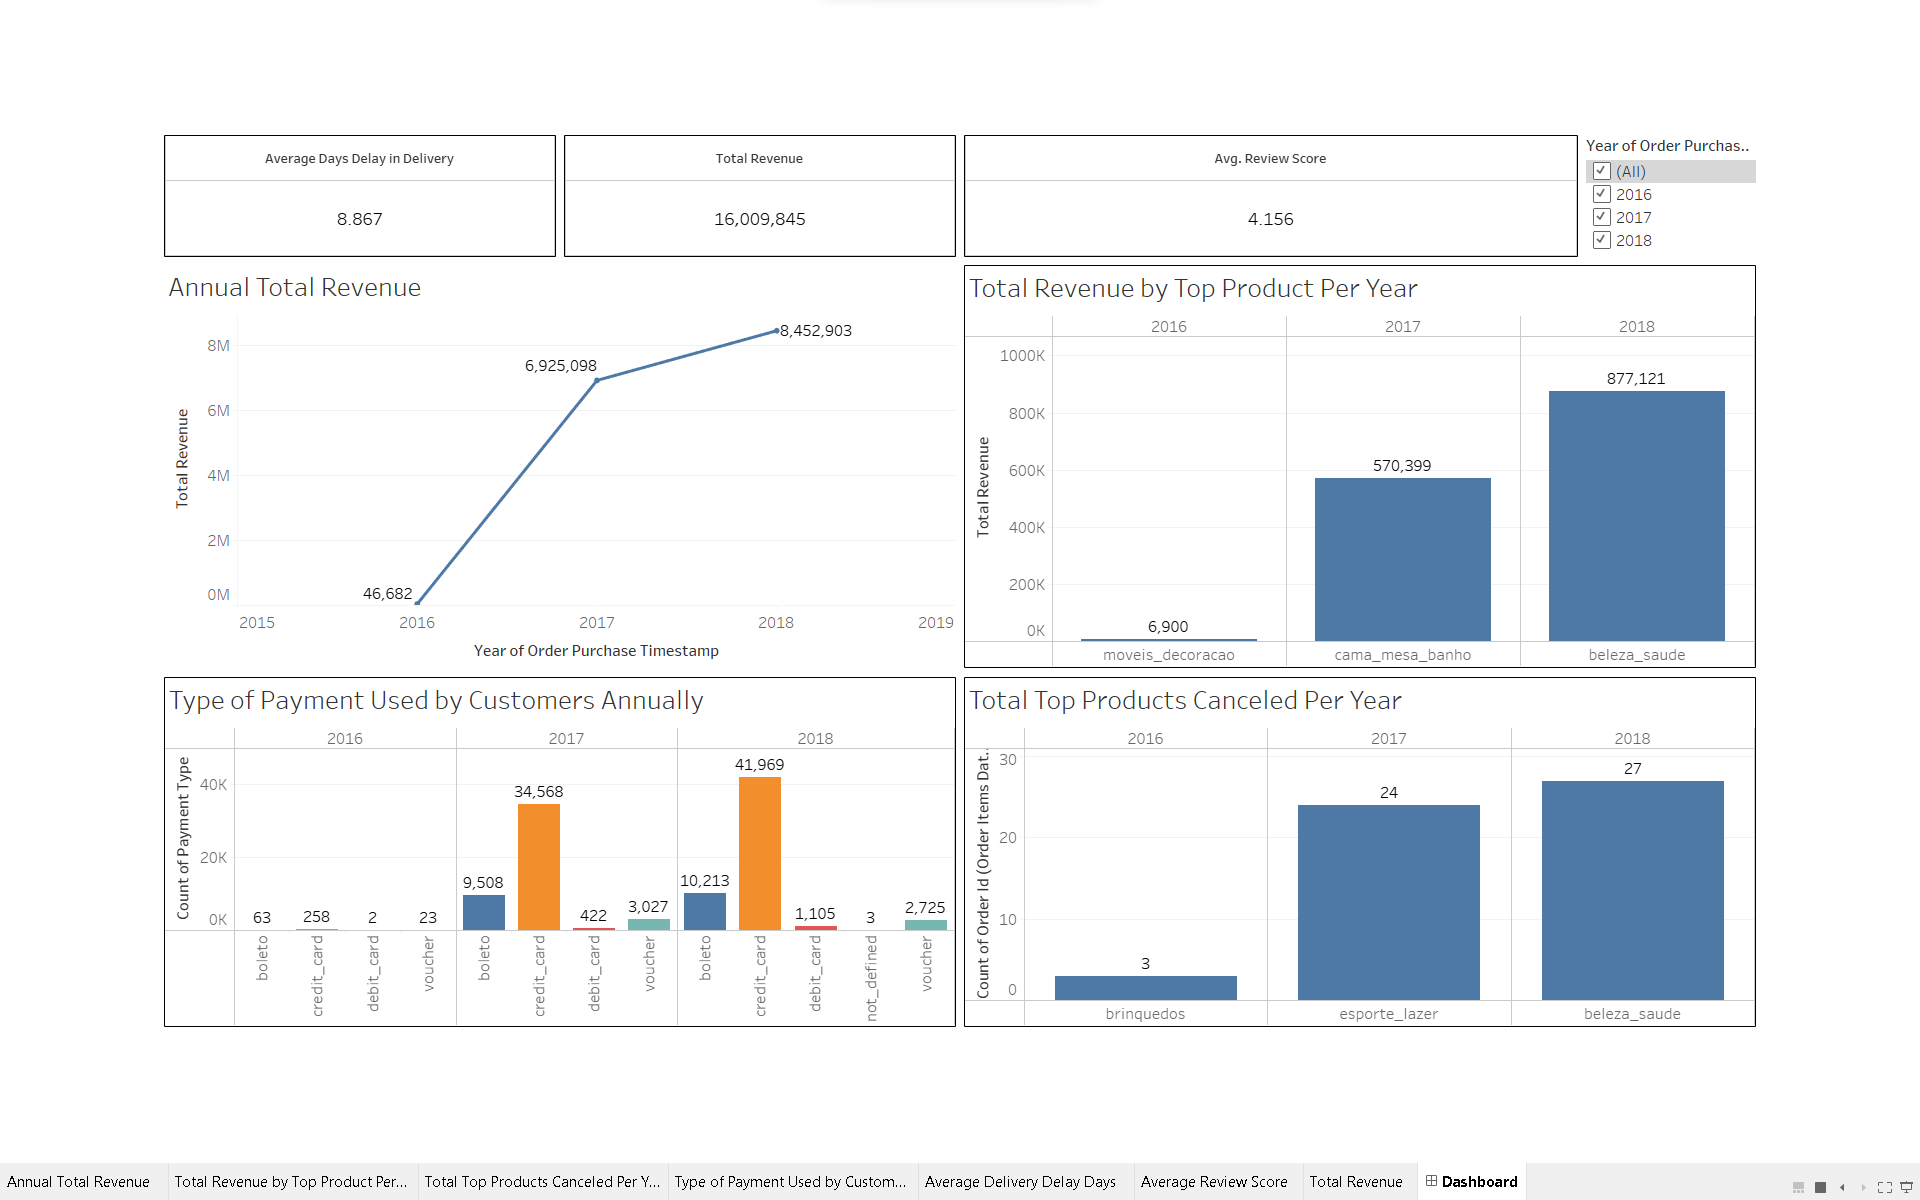 Average Days Delay in Delivery
8.867
Total Revenue
16,009,845
Avg. Review Score
4.156
Year of Order Purchas..
(All)
2016
2017
2018
Annual Total Revenue
Total Revenue
8M
6M
4M
2M
0M
46,682
6,925,098
8,452,903
2015 2016 2017 2018 2019
Year of Order Purchase Timestamp
Total Revenue by Top Product Per Year
2016 2017 2018
Total Revenue
1000K
800K
600K
400K
200K
0K
6,900
570,399
877,121
moveis_decoracao cama_mesa_banho beleza_saude
Type of Payment Used by Customers Annually
2016 2017 2018
Count of Payment Type
40K
20K
0K
63 258 2 23 9,508 34,568 422 3,027 10,213 41,969 1,105 3 2,725
boleto credit_card debit_card voucher boleto credit_card debit_card voucher boleto credit_card debit_card not_defined voucher
Total Top Products Canceled Per Year
2016 2017 2018
Count of Order Id (Order Items Dat..
30
20
10
0
3 24 27
brinquedos esporte_lazer beleza_saude
Annual Total Revenue Total Revenue by Top Product Per... Total Top Products Canceled Per Y... Type of Payment Used by Custom... Average Delivery Delay Days Average Review Score Total Revenue Dashboard